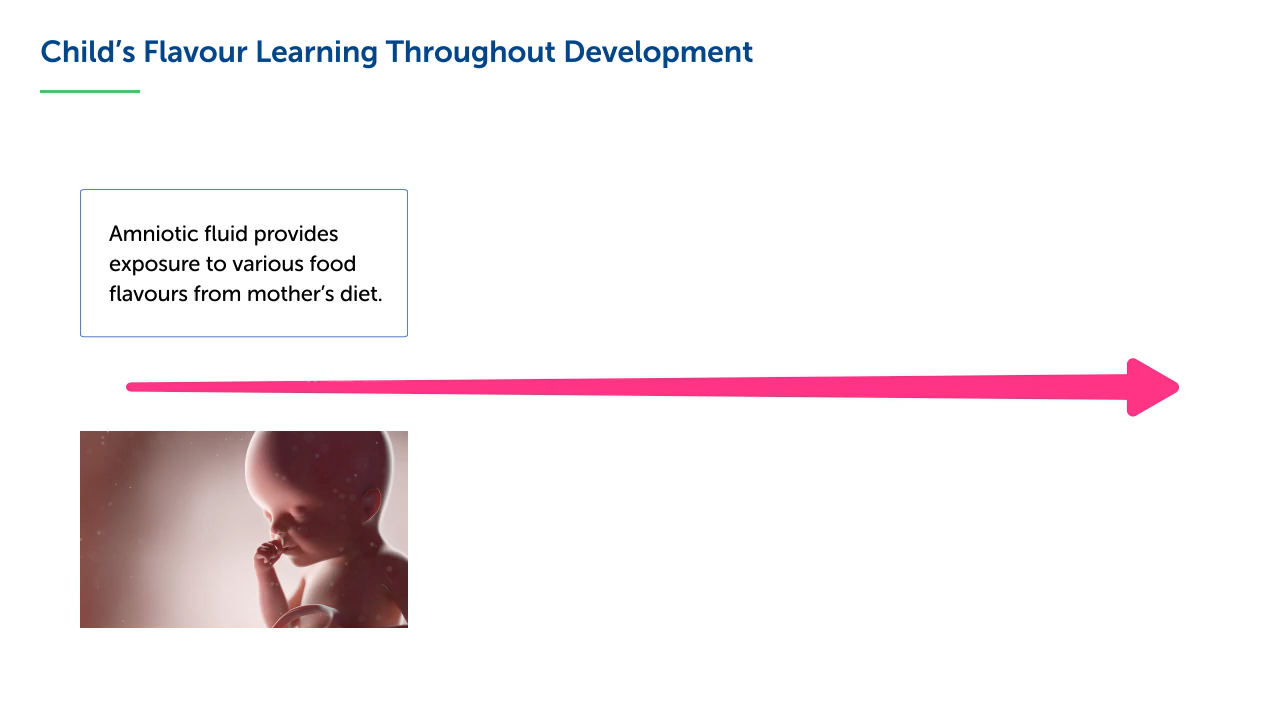 Child’s Flavour Learning Throughout Development
Amniotic fluid provides
exposure to various food
flavours from mother’s diet.